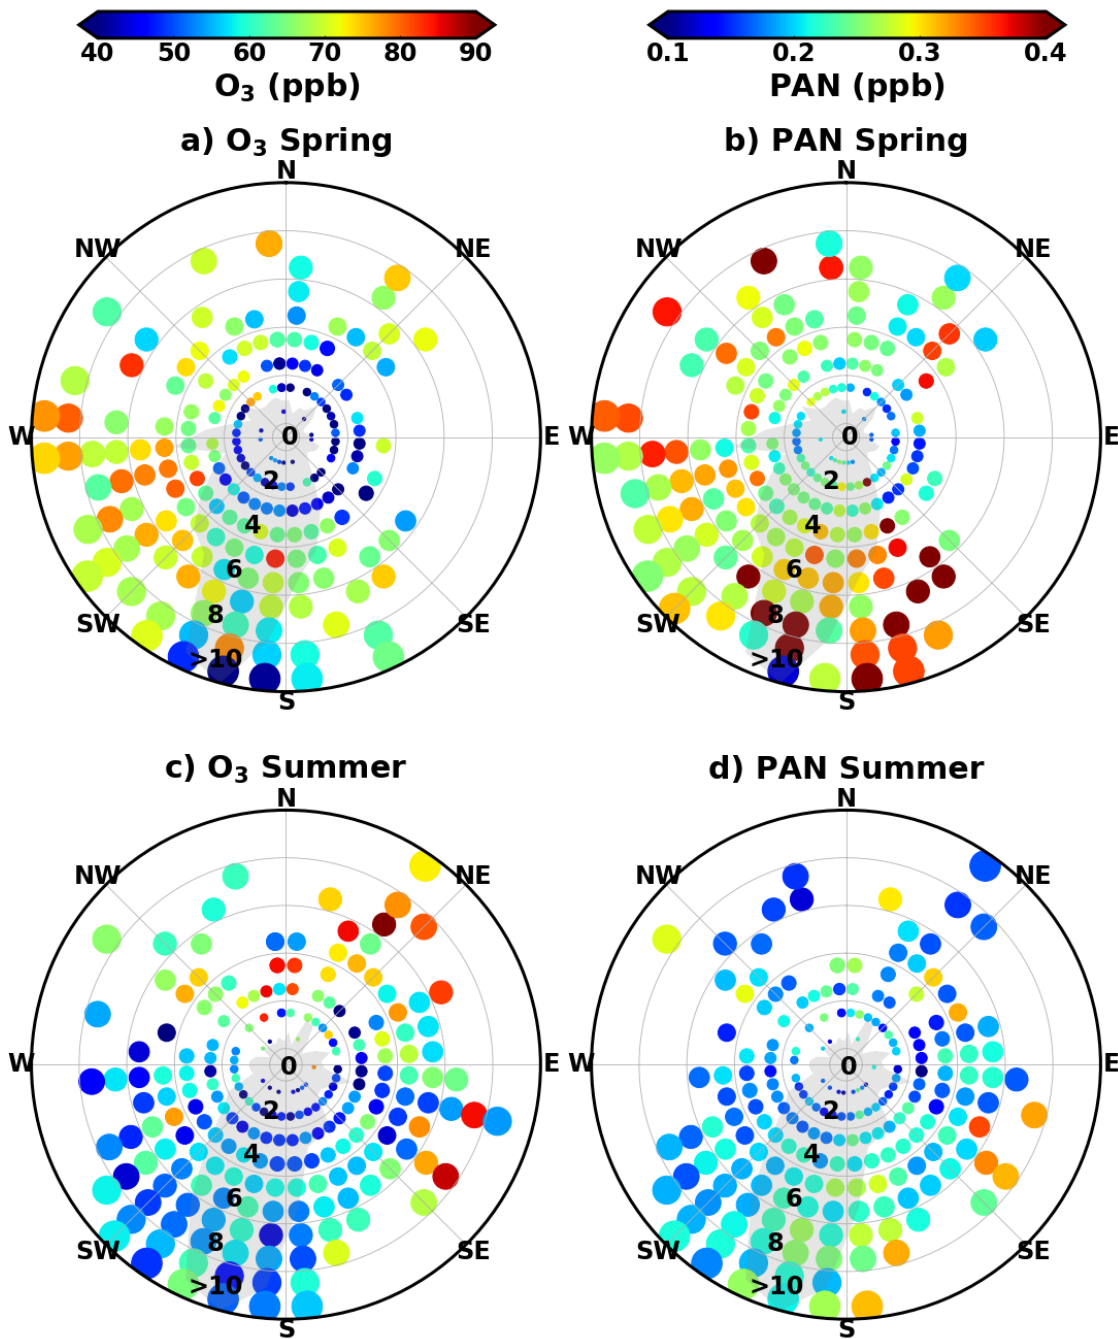 40 50 60 70 80 90
O₃ (ppb)
0.1 0.2 0.3 0.4
PAN (ppb)
a) O₃ Spring
N
NW NE
W 0 E
2
4
6
8
SW SE
>10
S
b) PAN Spring
N
NW NE
W 0 E
2
4
6
8
SW SE
>10
S
c) O₃ Summer
N
NW NE
W 0 E
2
4
6
8
SW SE
>10
S
d) PAN Summer
N
NW NE
W 0 E
2
4
6
8
SW SE
>10
S